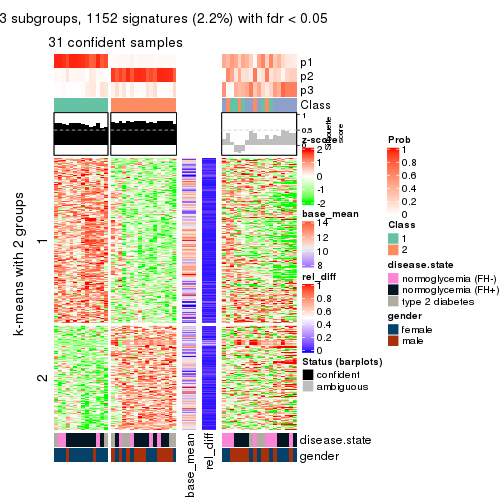 3 subgroups, 1152 signatures (2.2%) with fdr < 0.05
31 confident samples
p1
p2
p3
Class
1
0.5
0
Silhouette
score
z-score
2
1
0
-1
-2
base_mean
14
12
10
8
rel_diff
1
0.8
0.6
0.4
0.2
0
Status (barplots)
confident
ambiguous
Prob
1
0.8
0.6
0.4
0.2
0
Class
1
2
disease.state
normoglycemia (FH-)
normoglycemia (FH+)
type 2 diabetes
gender
female
male
k-means with 2 groups
1
2
disease.state
gender
base_mean
rel_diff